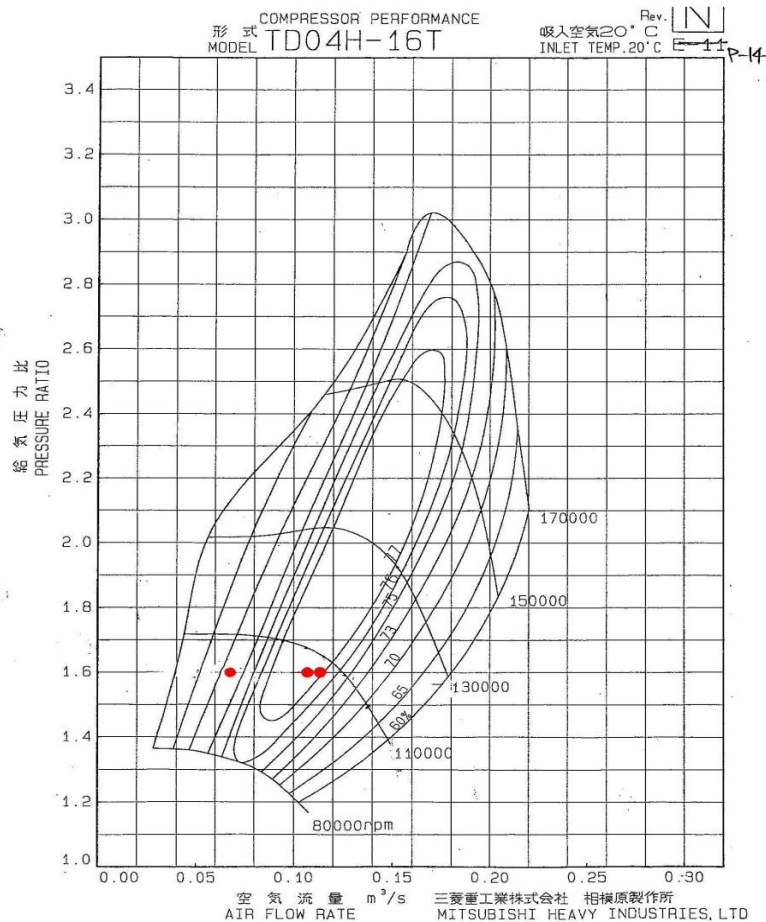 COMPRESSOR PERFORMANCE
形式 MODEL TD04H-16T
吸入空気20°C
INLET TEMP.20°C
Rev. N
E-11 P-14
3.4
3.2
3.0
2.8
2.6
2.4
2.2
2.0
1.8
1.6
1.4
1.2
1.0
給気圧力比
PRESSURE RATIO
170000
150000
130000
110000
80000rpm
77
76
75
73
70
65
60%
0.00 0.05 0.10 0.15 0.20 0.25 0.30
空気流量 m³/s
AIR FLOW RATE
三菱重工業株式会社 相模原製作所
MITSUBISHI HEAVY INDUSTRIES, LTD